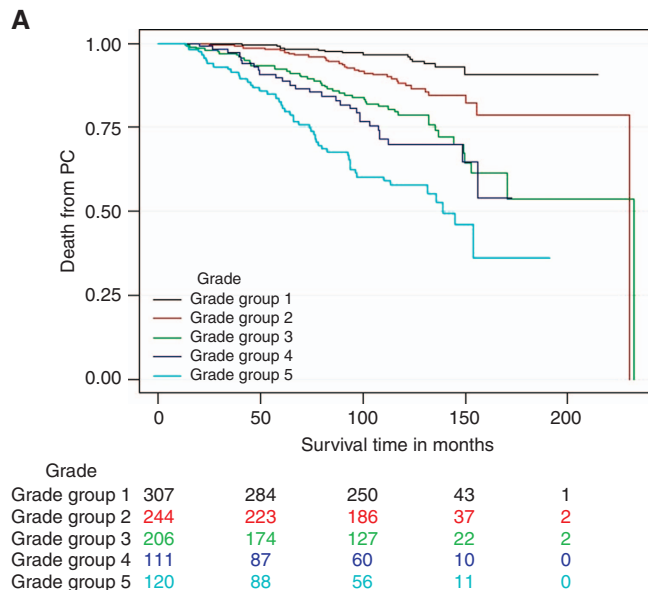 A
1.00
0.75
0.50
0.25
0.00
Death from PC
Grade
Grade group 1
Grade group 2
Grade group 3
Grade group 4
Grade group 5
0 50 100 150 200
Survival time in months
Grade
Grade group 1 307 284 250 43 1
Grade group 2 244 223 186 37 2
Grade group 3 206 174 127 22 2
Grade group 4 111 87 60 10 0
Grade group 5 120 88 56 11 0